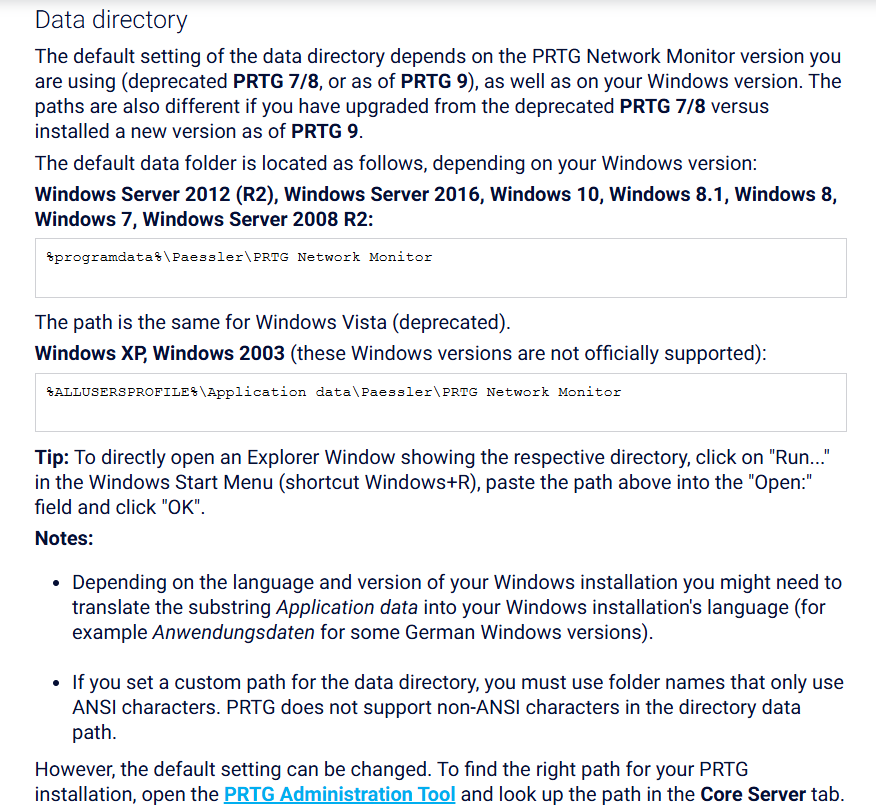 Data directory
The default setting of the data directory depends on the PRTG Network Monitor version you
are using (deprecated PRTG 7/8, or as of PRTG 9), as well as on your Windows version. The
paths are also different if you have upgraded from the deprecated PRTG 7/8 versus
installed a new version as of PRTG 9.
The default data folder is located as follows, depending on your Windows version:
Windows Server 2012 (R2), Windows Server 2016, Windows 10, Windows 8.1, Windows 8,
Windows 7, Windows Server 2008 R2:
%programdata%\Paessler\PRTG Network Monitor
The path is the same for Windows Vista (deprecated).
Windows XP, Windows 2003 (these Windows versions are not officially supported):
%ALLUSERSPROFILE%\Application data\Paessler\PRTG Network Monitor
Tip: To directly open an Explorer Window showing the respective directory, click on "Run..."
in the Windows Start Menu (shortcut Windows+R), paste the path above into the "Open:"
field and click "OK".
Notes:
• Depending on the language and version of your Windows installation you might need to
translate the substring Application data into your Windows installation's language (for
example Anwendungsdaten for some German Windows versions).
• If you set a custom path for the data directory, you must use folder names that only use
ANSI characters. PRTG does not support non-ANSI characters in the directory data
path.
However, the default setting can be changed. To find the right path for your PRTG
installation, open the PRTG Administration Tool and look up the path in the Core Server tab.